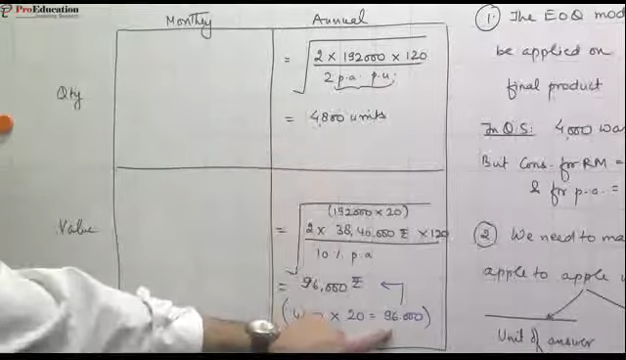 ProEducation
Monthly
Annual
Qty
= √ 2 × 192000 × 120
2 p.a. p.u.
= 4,800 units
Value
(192000 × 20)
= √ 2 × 38,40,000 ₹ × 120
10 % p.a
= 96,000 ₹
× 20 = 96,000)
① The EOQ mod
be applied on
final product
In QS: 4,000
But Cons. for RM =
& for p.a. =
② We need to ma
apple to apple
Unit of answer